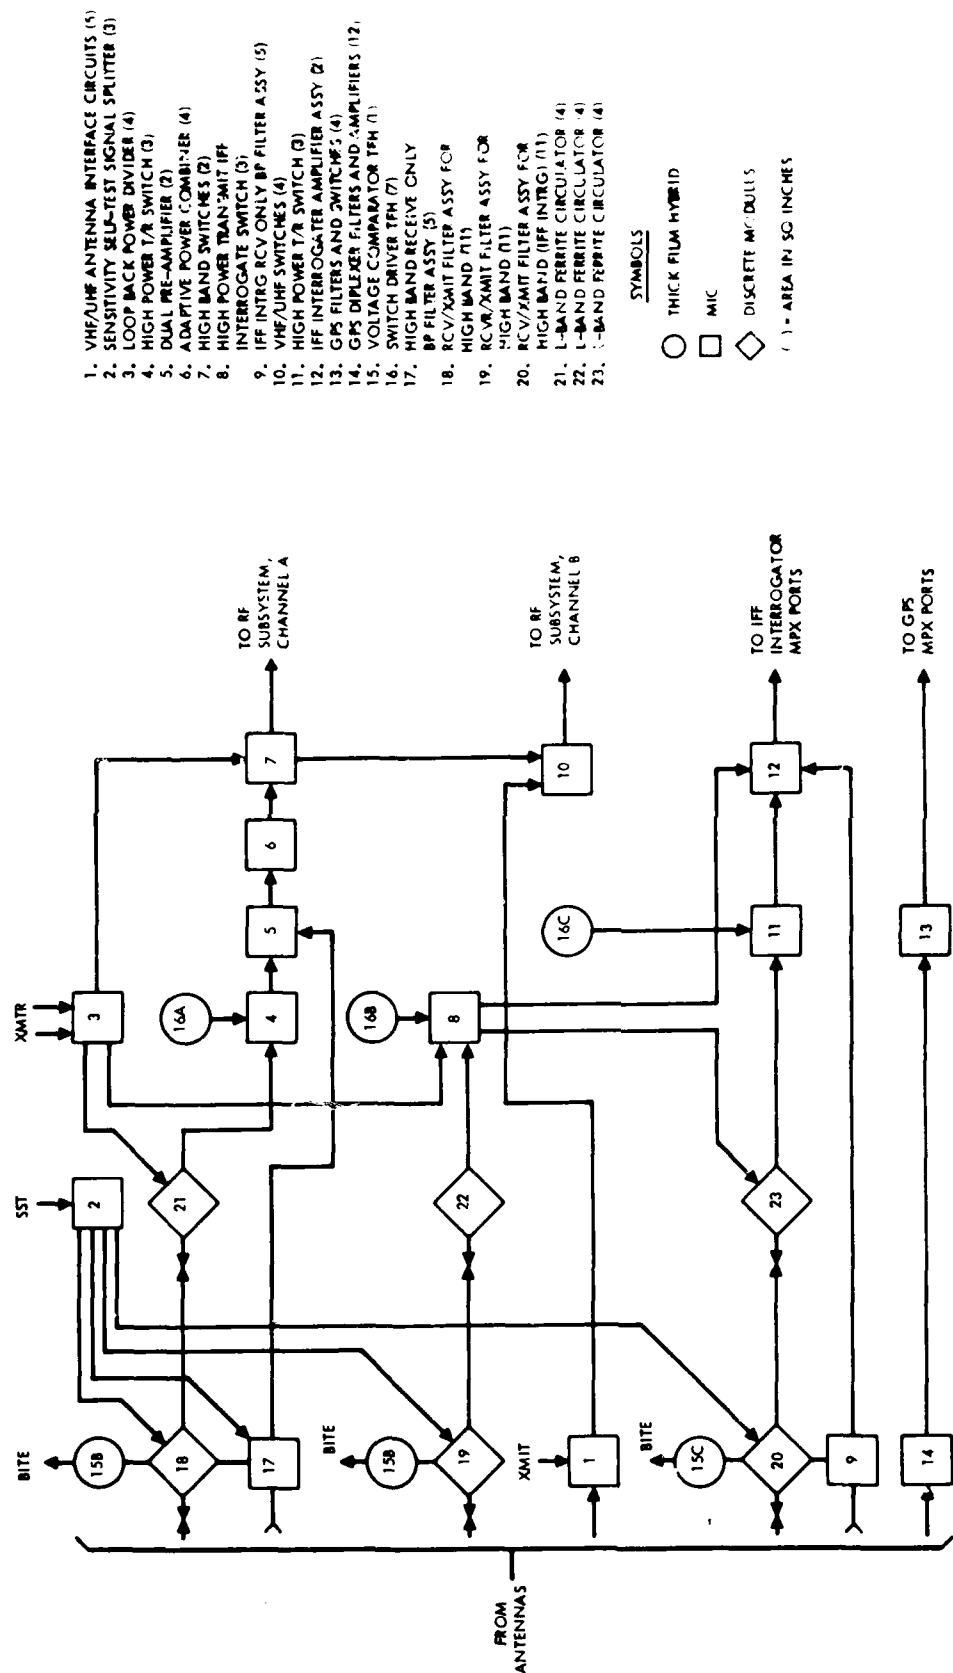 1. VHF/UHF ANTENNA INTERFACE CIRCUITS (5)
2. SENSITIVITY SELF-TEST SIGNAL SPLITTER (3)
3. LOOP BACK POWER DIVIDER (4)
4. HIGH POWER T/R SWITCH (3)
5. DUAL PRE-AMPLIFIER (2)
6. ADAPTIVE POWER COMBINER (4)
7. HIGH BAND SWITCHES (2)
8. HIGH POWER TRANSMIT IFF
INTERROGATE SWITCH (3)
9. IFF INTRG RCV ONLY BP FILTER ASSY (5)
10. VHF/UHF SWITCHES (4)
11. HIGH POWER T/R SWITCH (3)
12. IFF INTERROGATER AMPLIFIER ASSY (2)
13. GPS FILTERS AND SWITCHES (4)
14. GPS DIPLEXER FILTERS AND AMPLIFIERS (12)
15. VOLTAGE COMPARATOR TFH (1)
16. SWITCH DRIVER TFH (7)
17. HIGH BAND RECEIVE ONLY
BP FILTER ASSY (5)
18. RCV/XMIT FILTER ASSY FOR
HIGH BAND (11)
19. RCVR/XMIT FILTER ASSY FOR
HIGH BAND (11)
20. RCV/XMIT FILTER ASSY FOR
HIGH BAND (IFF INTRG) (11)
21. L-BAND FERRITE CIRCULATOR (4)
22. L-BAND FERRITE CIRCULATOR (4)
23. -BAND FERRITE CIRCULATOR (4)
SYMBOLS
THICK FILM HYBRID
MIC
DISCRETE MODULES
( ) - AREA IN SQ INCHES
TO RF
SUBSYSTEM,
CHANNEL A
TO RF
SUBSYSTEM,
CHANNEL B
TO IFF
INTERROGATOR
MPX PORTS
TO GPS
MPX PORTS
7
10
12
6
5
16C
11
13
XMTR
3
16A
4
16B
8
SST
2
21
22
23
BITE
15B
18
17
BITE
15B
19
XMIT
1
BITE
15C
20
9
14
FROM
ANTENNAS